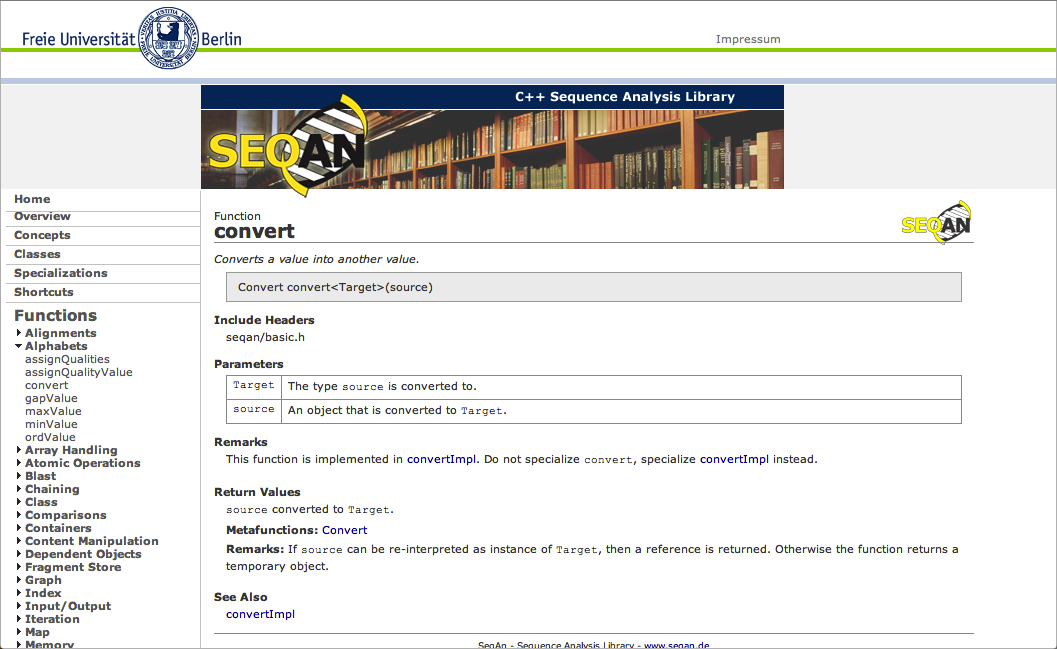 Freie Universität Berlin
Impressum
C++ Sequence Analysis Library
SEQAN
Home
Overview
Concepts
Classes
Specializations
Shortcuts
Functions
Alignments
Alphabets
assignQualities
assignQualityValue
convert
gapValue
maxValue
minValue
ordValue
Array Handling
Atomic Operations
Blast
Chaining
Class
Comparisons
Containers
Content Manipulation
Dependent Objects
Fragment Store
Graph
Index
Input/Output
Iteration
Map
Memory
Function
convert
SEQAN
Converts a value into another value.
Convert convert<Target>(source)
Include Headers
seqan/basic.h
Parameters
Target The type source is converted to.
source An object that is converted to Target.
Remarks
This function is implemented in convertImpl. Do not specialize convert, specialize convertImpl instead.
Return Values
source converted to Target.
Metafunctions: Convert
Remarks: If source can be re-interpreted as instance of Target, then a reference is returned. Otherwise the function returns a
temporary object.
See Also
convertImpl
SeqAn - Sequence Analysis Library - www.seqan.de